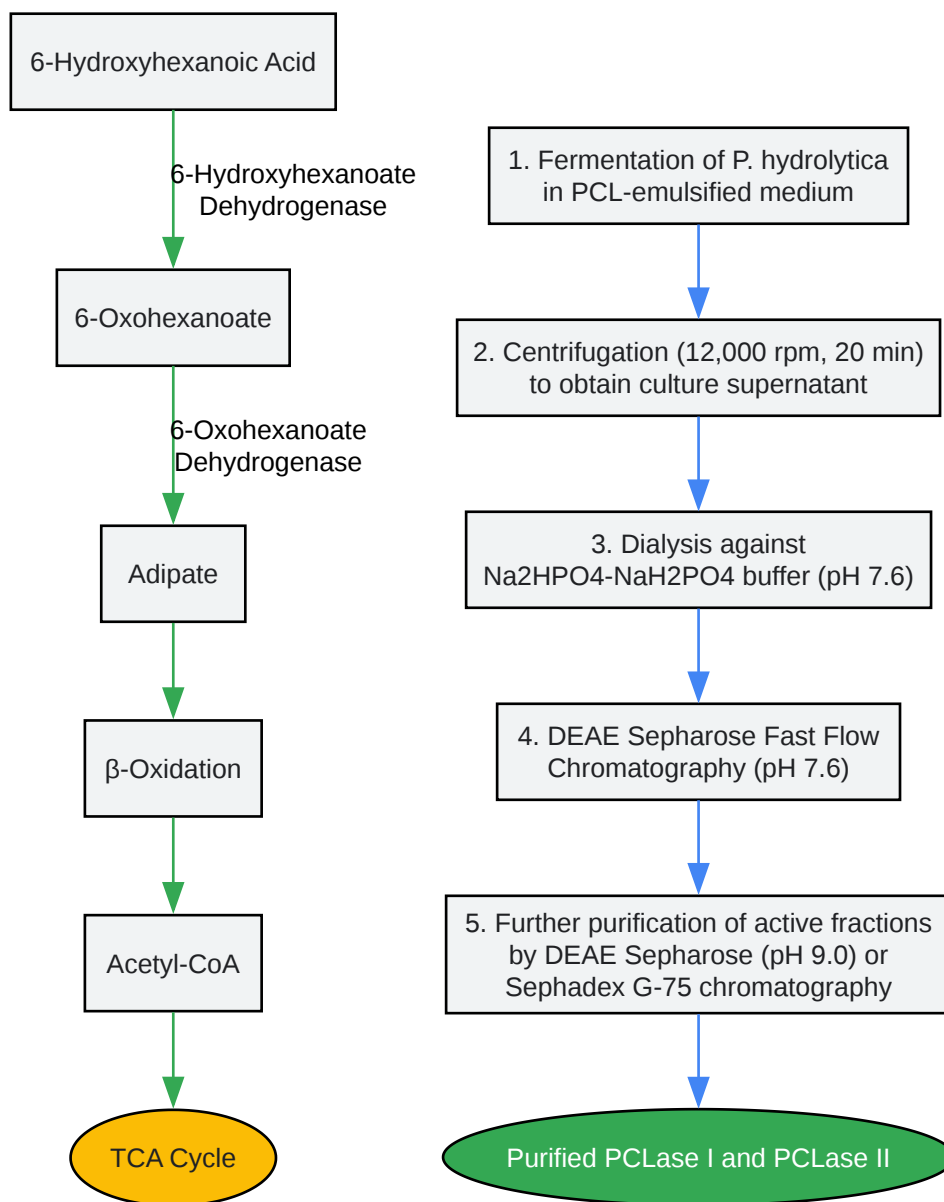 6-Hydroxyhexanoic Acid
6-Hydroxyhexanoate
Dehydrogenase
6-Oxohexanoate
6-Oxohexanoate
Dehydrogenase
Adipate
β-Oxidation
Acetyl-CoA
TCA Cycle
1. Fermentation of P. hydrolytica
in PCL-emulsified medium
2. Centrifugation (12,000 rpm, 20 min)
to obtain culture supernatant
3. Dialysis against
Na2HPO4-NaH2PO4 buffer (pH 7.6)
4. DEAE Sepharose Fast Flow
Chromatography (pH 7.6)
5. Further purification of active fractions
by DEAE Sepharose (pH 9.0) or
Sephadex G-75 chromatography
Purified PCLase I and PCLase II